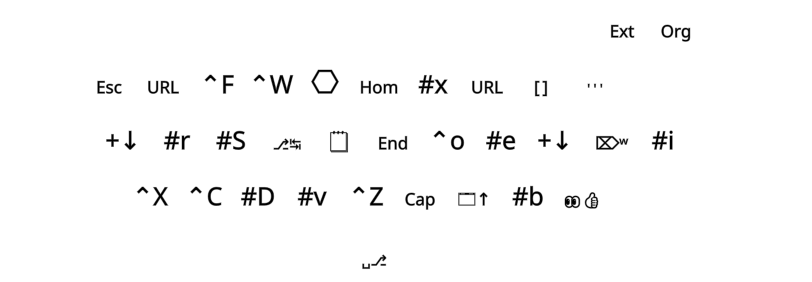 Ext Org
Esc URL ^F ^W ⬡ Hom #x URL [] '''
+↓ #r #S ⎇↹ 🗒 End ^o #e +↓ ⌦ʷ #i
^X ^C #D #v ^Z Cap 🗔↑ #b 👀👍
␣⎇